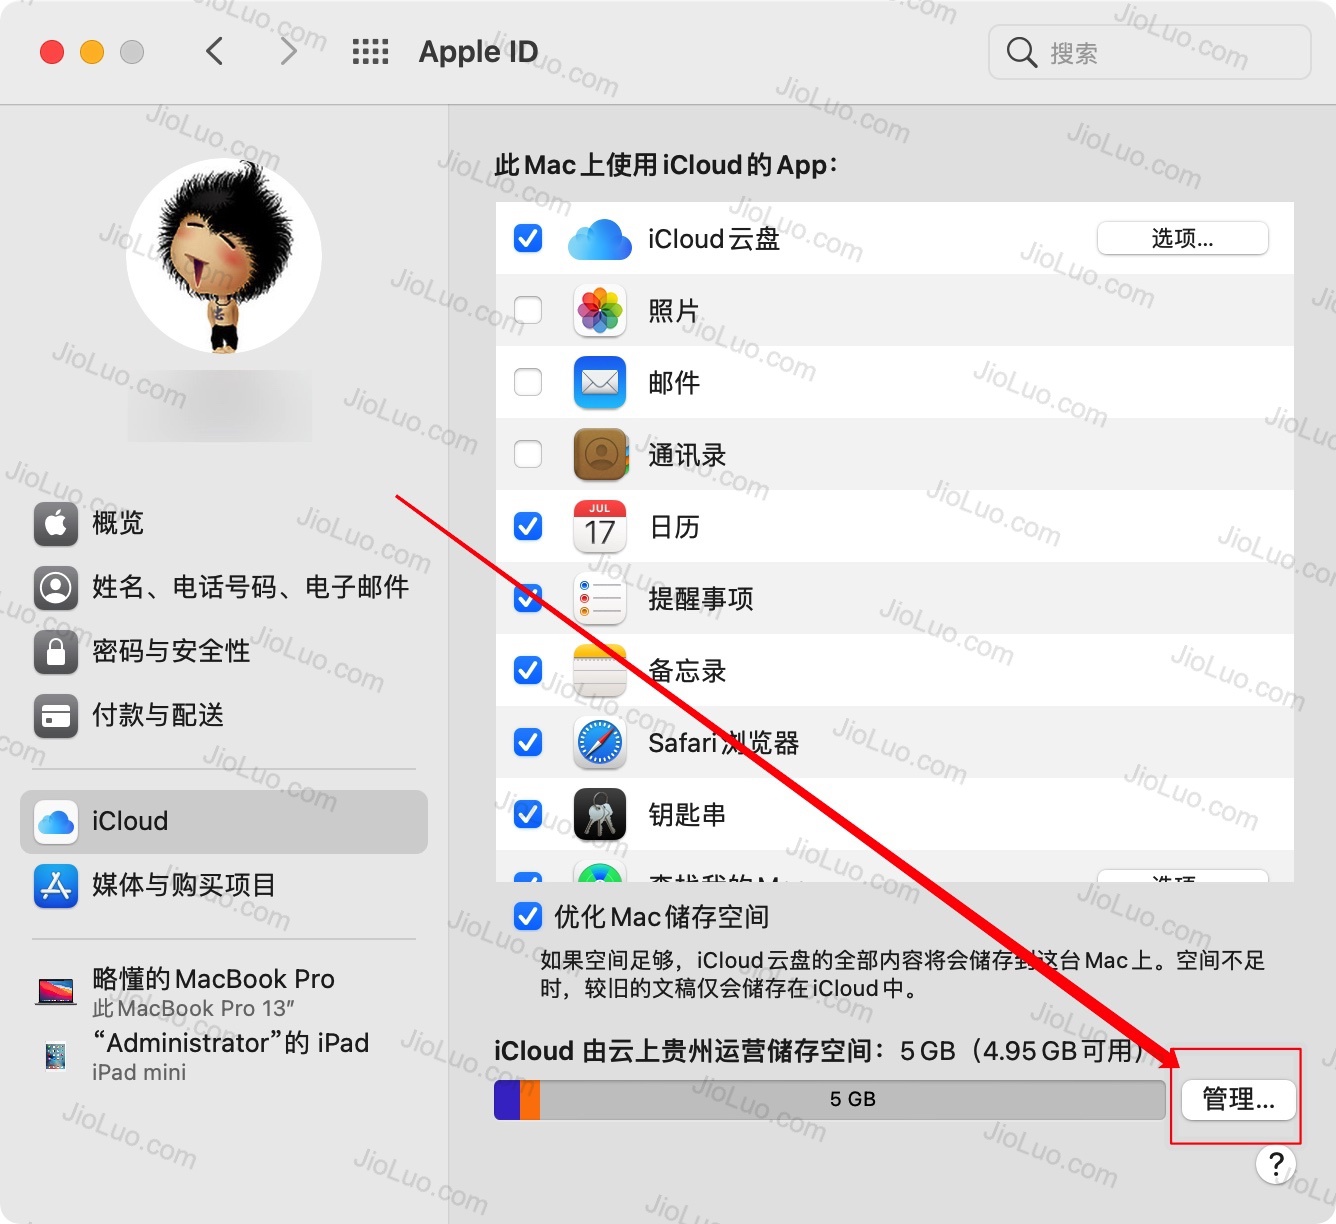 Apple ID
搜索
此Mac上使用iCloud的App：
iCloud云盘
选项...
照片
邮件
通讯录
JUL
17
日历
提醒事项
备忘录
Safari浏览器
钥匙串
优化Mac储存空间
如果空间足够，iCloud云盘的全部内容将会储存到这台Mac上。空间不足
时，较旧的文稿仅会储存在iCloud中。
iCloud 由云上贵州运营储存空间：5 GB（4.95 GB可用）
5 GB
管理...
?
概览
姓名、电话号码、电子邮件
密码与安全性
付款与配送
iCloud
媒体与购买项目
略懂的MacBook Pro
此MacBook Pro 13”
“Administrator”的 iPad
iPad mini
JioLuo.com